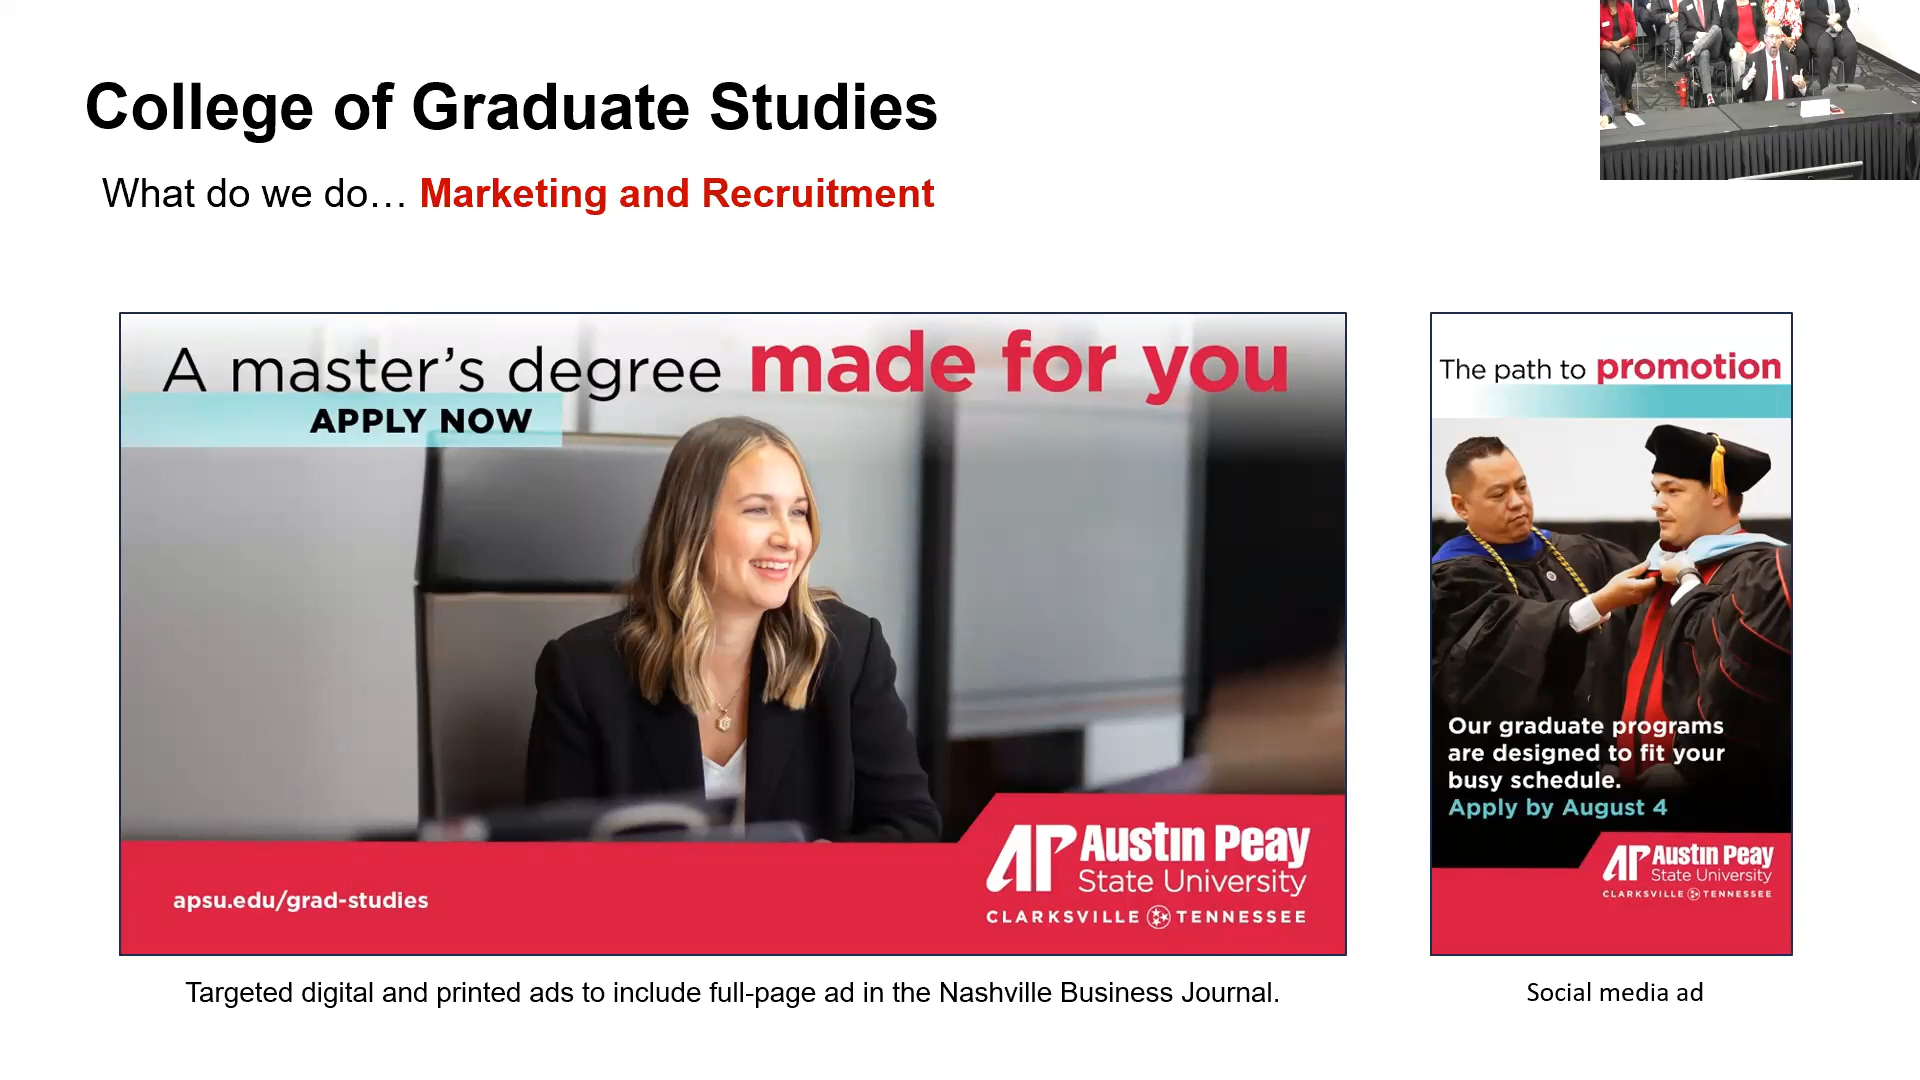 College of Graduate Studies
What do we do… Marketing and Recruitment
A master's degree made for you
APPLY NOW
apsu.edu/grad-studies
AP Austin Peay
State University
CLARKSVILLE TENNESSEE
Targeted digital and printed ads to include full-page ad in the Nashville Business Journal.
The path to promotion
Our graduate programs
are designed to fit your
busy schedule.
Apply by August 4
AP Austin Peay
State University
CLARKSVILLE TENNESSEE
Social media ad